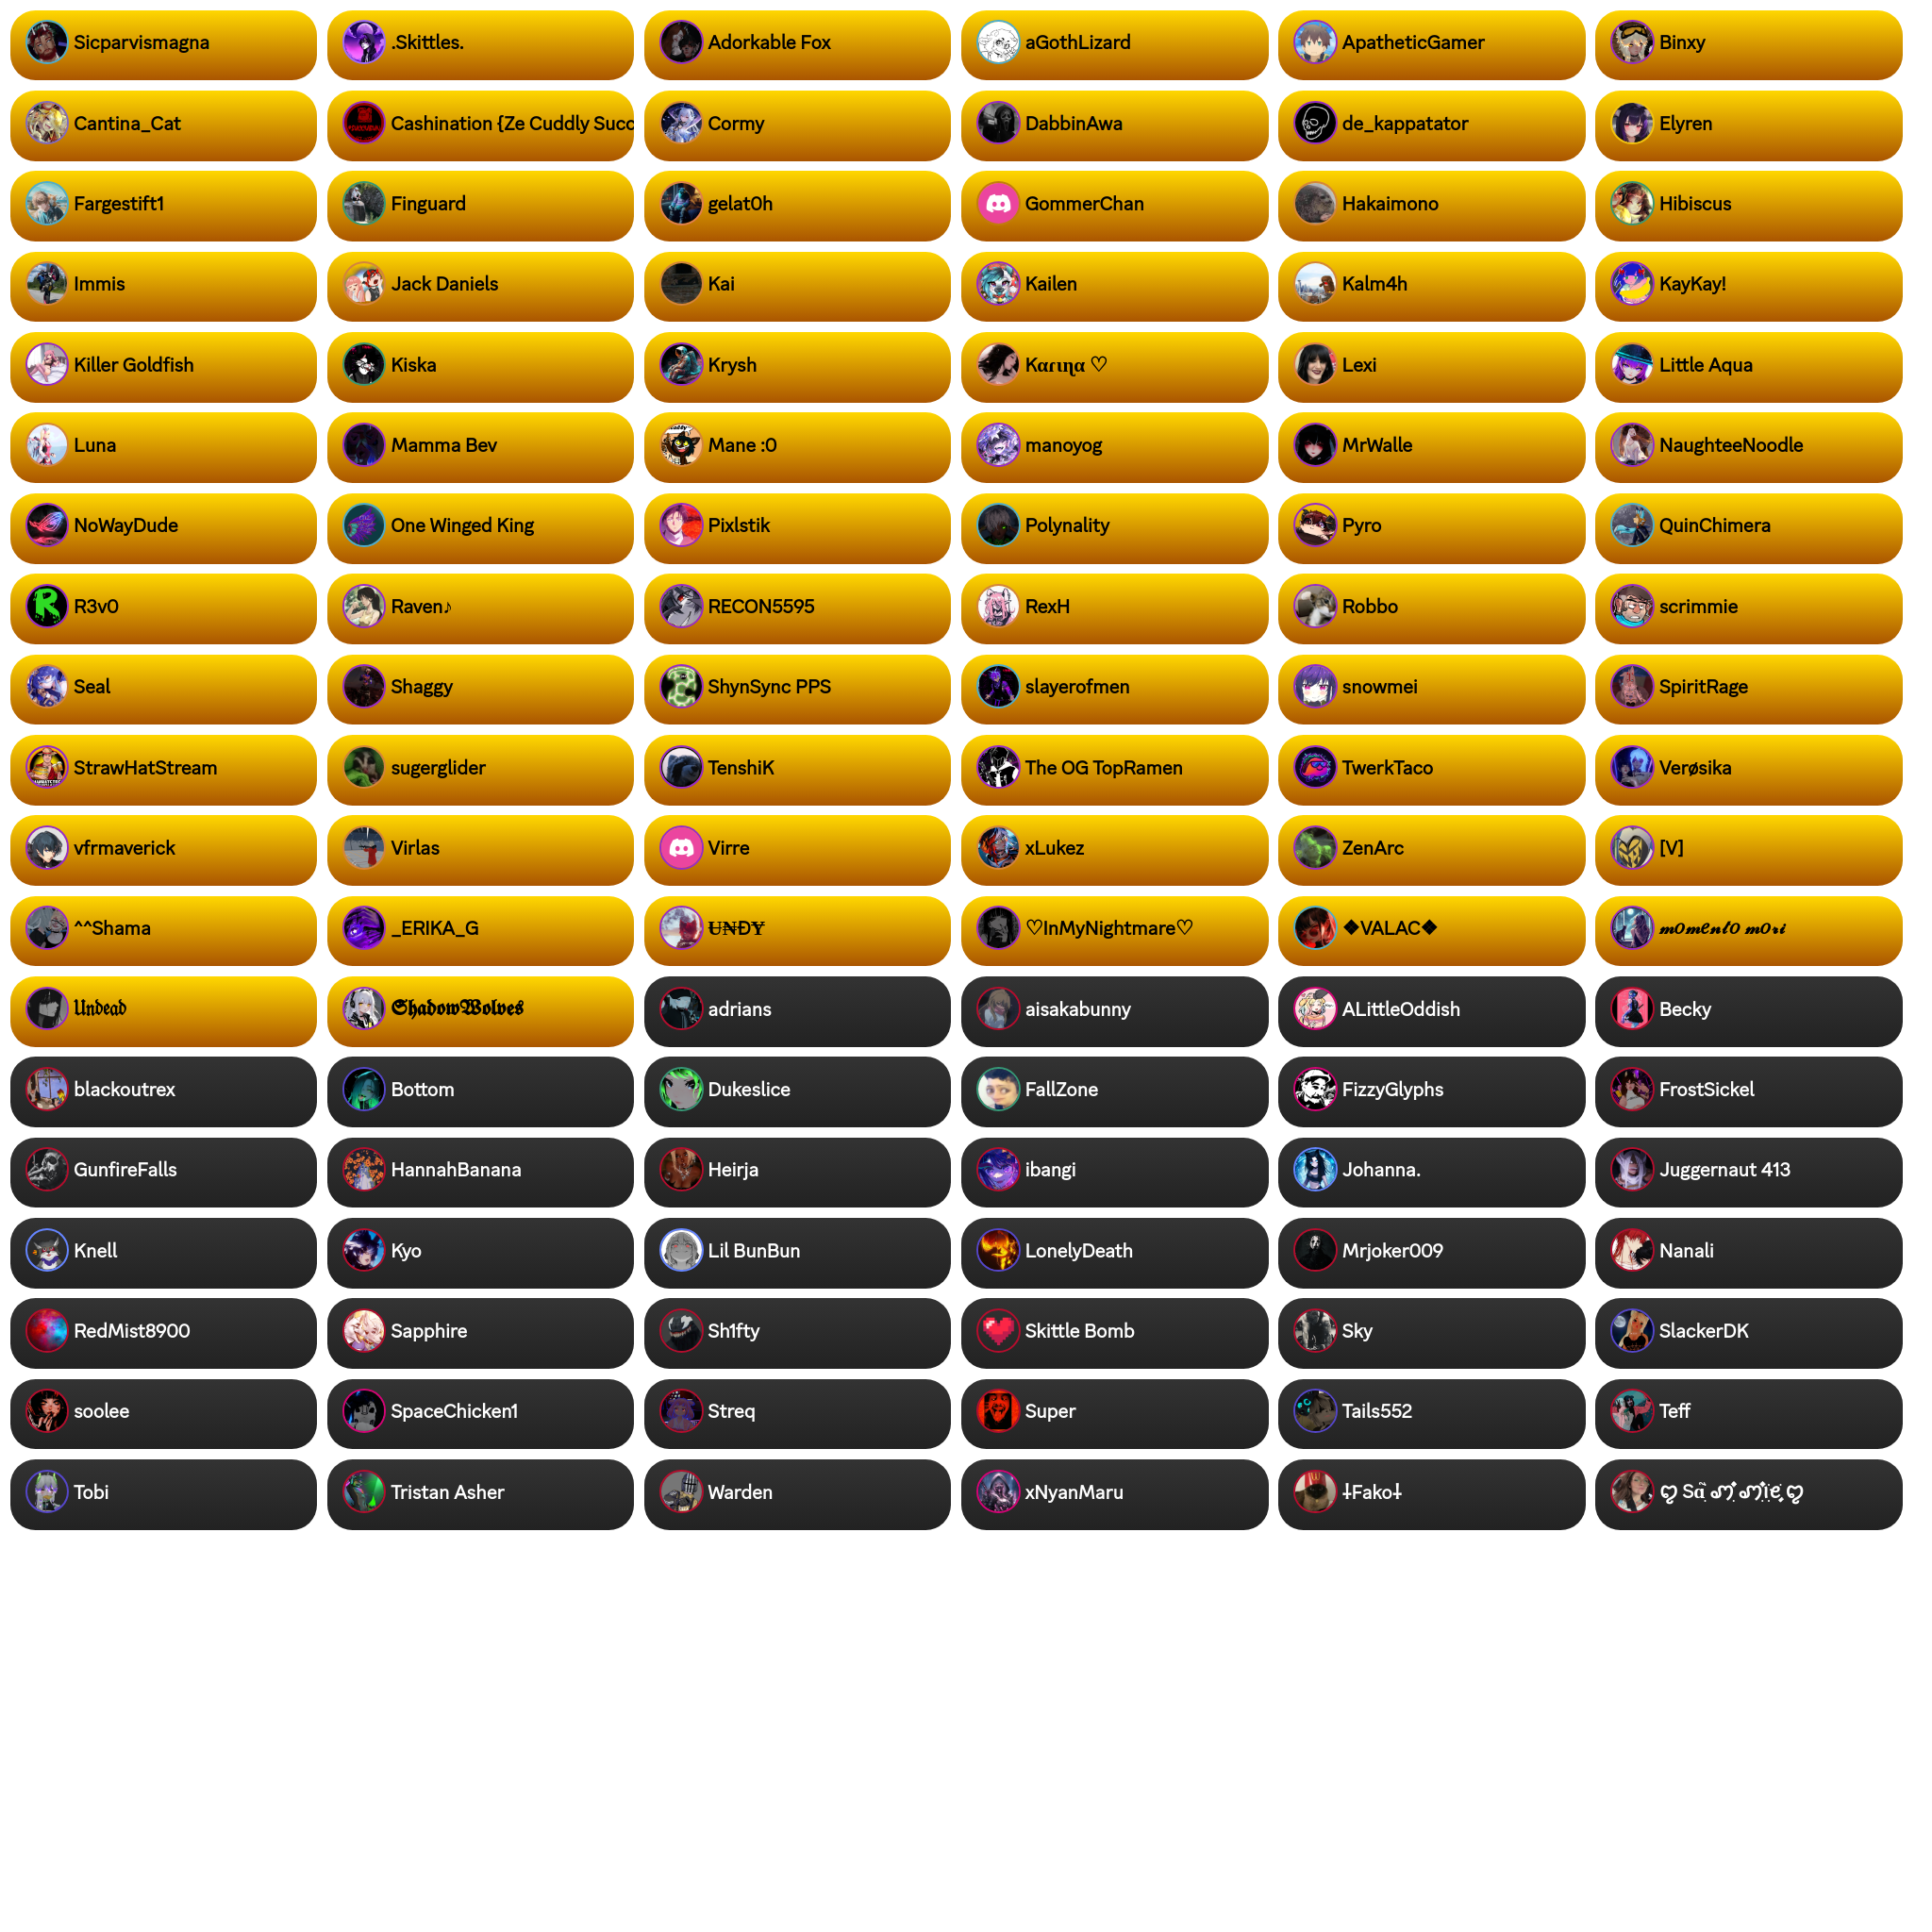 Sicparvismagna
.Skittles.
Adorkable Fox
aGothLizard
ApatheticGamer
Binxy
Cantina_Cat
Cashination {Ze Cuddly Succ
Cormy
DabbinAwa
de_kappatator
Elyren
Fargestift1
Finguard
gelat0h
GommerChan
Hakaimono
Hibiscus
Immis
Jack Daniels
Kai
Kailen
Kalm4h
KayKay!
Killer Goldfish
Kiska
Krysh
Kαɾιɳα ♡
Lexi
Little Aqua
Luna
Mamma Bev
Mane :0
manoyog
MrWalle
NaughteeNoodle
NoWayDude
One Winged King
Pixlstik
Polynality
Pyro
QuinChimera
R3v0
Raven♪
RECON5595
RexH
Robbo
scrimmie
Seal
Shaggy
ShynSync PPS
slayerofmen
snowmei
SpiritRage
StrawHatStream
sugerglider
TenshiK
The OG TopRamen
TwerkTaco
Verøsika
vfrmaverick
Virlas
Virre
xLukez
ZenArc
[V]
^^Shama
_ERIKA_G
U̶₦ĐɎ
♡InMyNightmare♡
❖VALAC❖
𝓶𝓸𝓶𝓮𝓷𝓽𝓸 𝓶𝓸𝓻𝓲
𝔘𝔫𝔡𝔢𝔞𝔡
𝕾𝖍𝖆𝖉𝖔𝖜𝖂𝖔𝖑𝖛𝖊𝖘
adrians
aisakabunny
ALittleOddish
Becky
blackoutrex
Bottom
Dukeslice
FallZone
FizzyGlyphs
FrostSickel
GunfireFalls
HannahBanana
Heirja
ibangi
Johanna.
Juggernaut 413
Knell
Kyo
Lil BunBun
LonelyDeath
Mrjoker009
Nanali
RedMist8900
Sapphire
Sh1fty
Skittle Bomb
Sky
SlackerDK
soolee
SpaceChicken1
Streq
Super
Tails552
Teff
Tobi
Tristan Asher
Warden
xNyanMaru
⸸Fako⸸